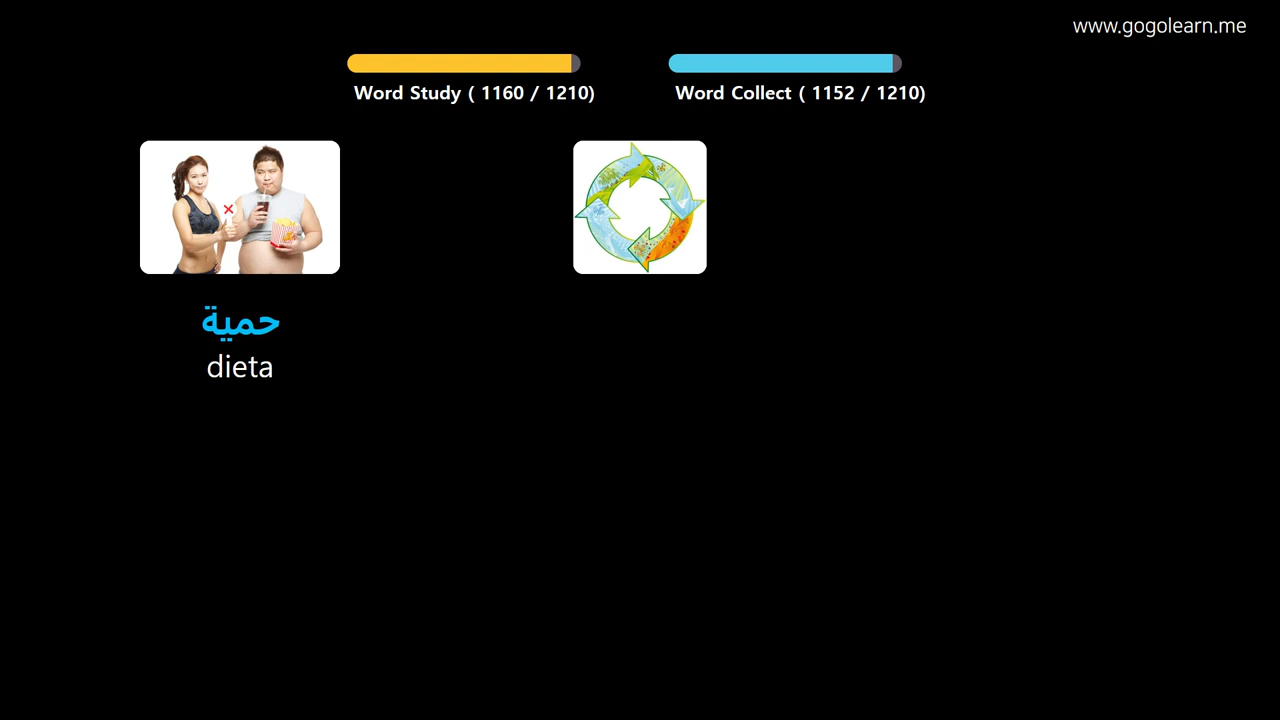 www.gogolearn.me
Word Study ( 1160 / 1210)
Word Collect ( 1152 / 1210)
حمية
dieta